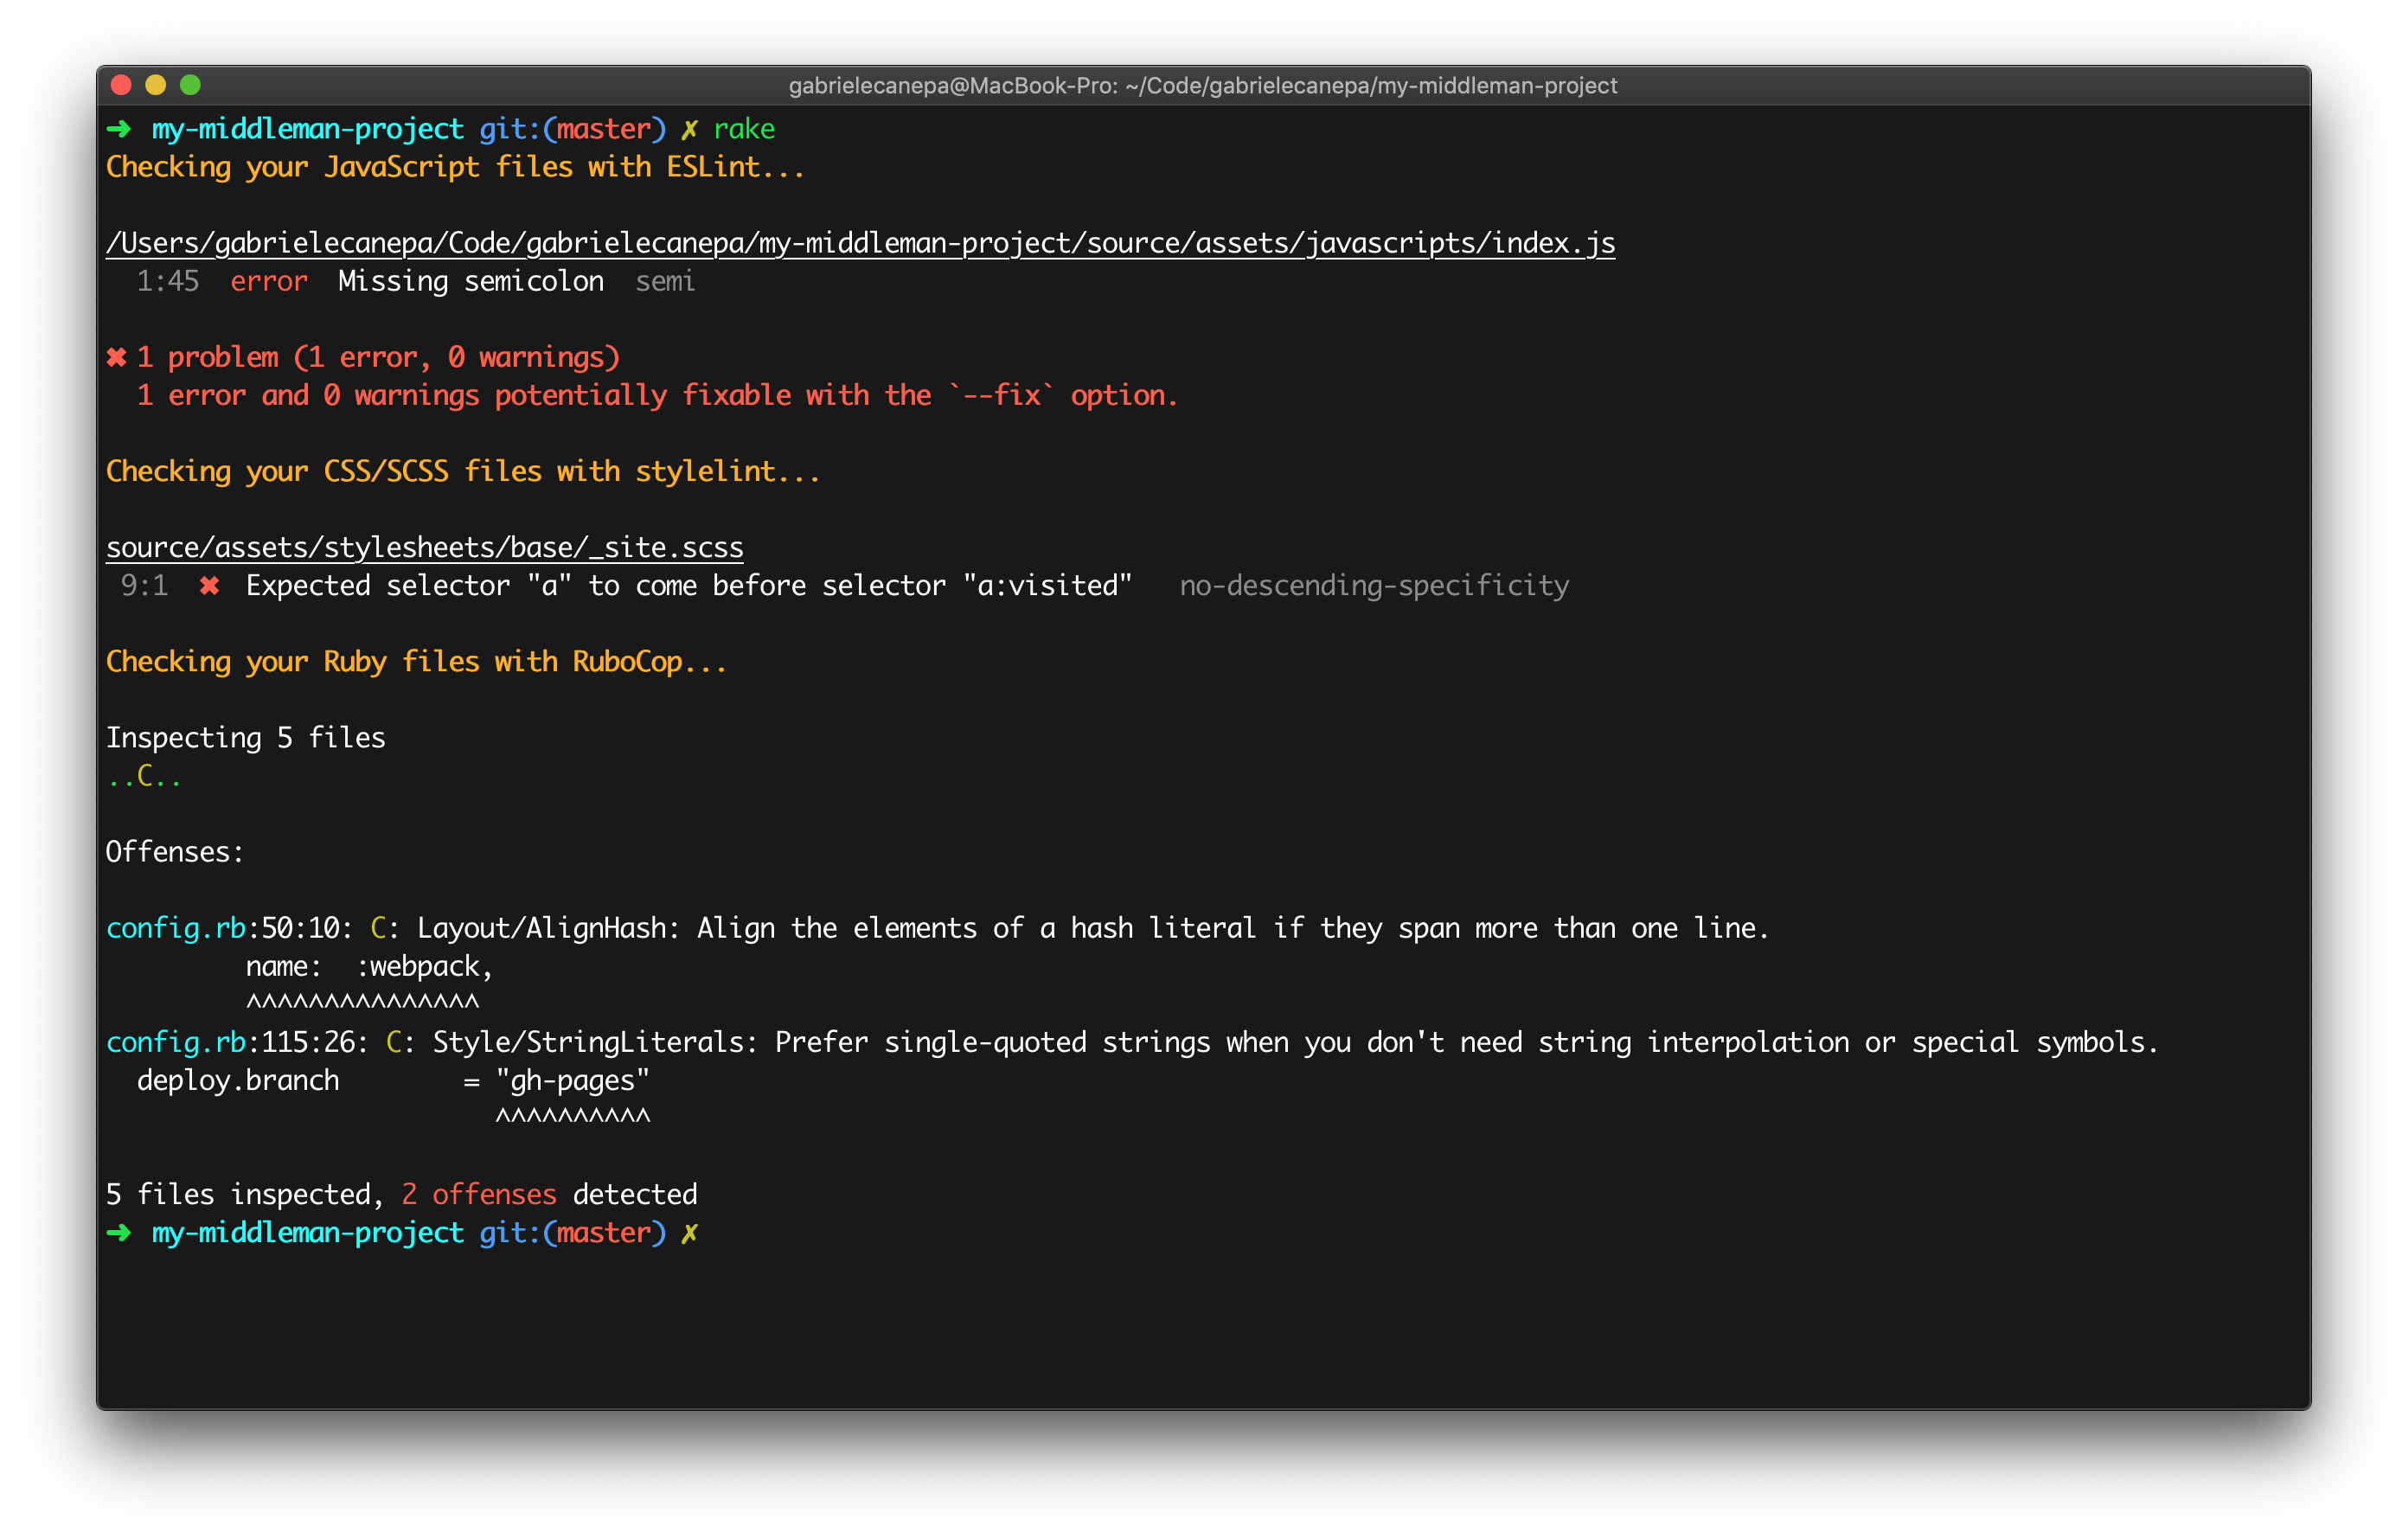 gabrielecanepa@MacBook-Pro: ~/Code/gabrielecanepa/my-middleman-project
➜  my-middleman-project git:(master) ✗ rake
Checking your JavaScript files with ESLint...
/Users/gabrielecanepa/Code/gabrielecanepa/my-middleman-project/source/assets/javascripts/index.js
  1:45  error  Missing semicolon  semi
✖ 1 problem (1 error, 0 warnings)
  1 error and 0 warnings potentially fixable with the `--fix` option.
Checking your CSS/SCSS files with stylelint...
source/assets/stylesheets/base/_site.scss
 9:1  ✖  Expected selector "a" to come before selector "a:visited"   no-descending-specificity
Checking your Ruby files with RuboCop...
Inspecting 5 files
..C..
Offenses:
config.rb:50:10: C: Layout/AlignHash: Align the elements of a hash literal if they span more than one line.
         name:  :webpack,
         ^^^^^^^^^^^^^^^
config.rb:115:26: C: Style/StringLiterals: Prefer single-quoted strings when you don't need string interpolation or special symbols.
  deploy.branch        = "gh-pages"
                         ^^^^^^^^^^
5 files inspected, 2 offenses detected
➜  my-middleman-project git:(master) ✗